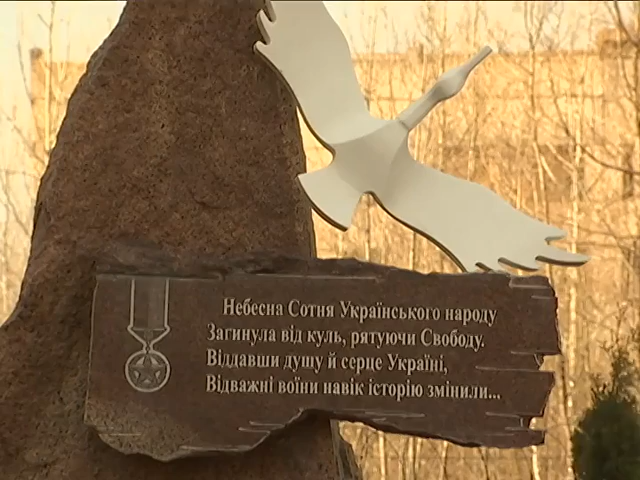 Небесна Сотня Українського народу
Загинула від куль, рятуючи Свободу.
Віддавши душу й серце Україні,
Відважні воїни навік історію змінили...